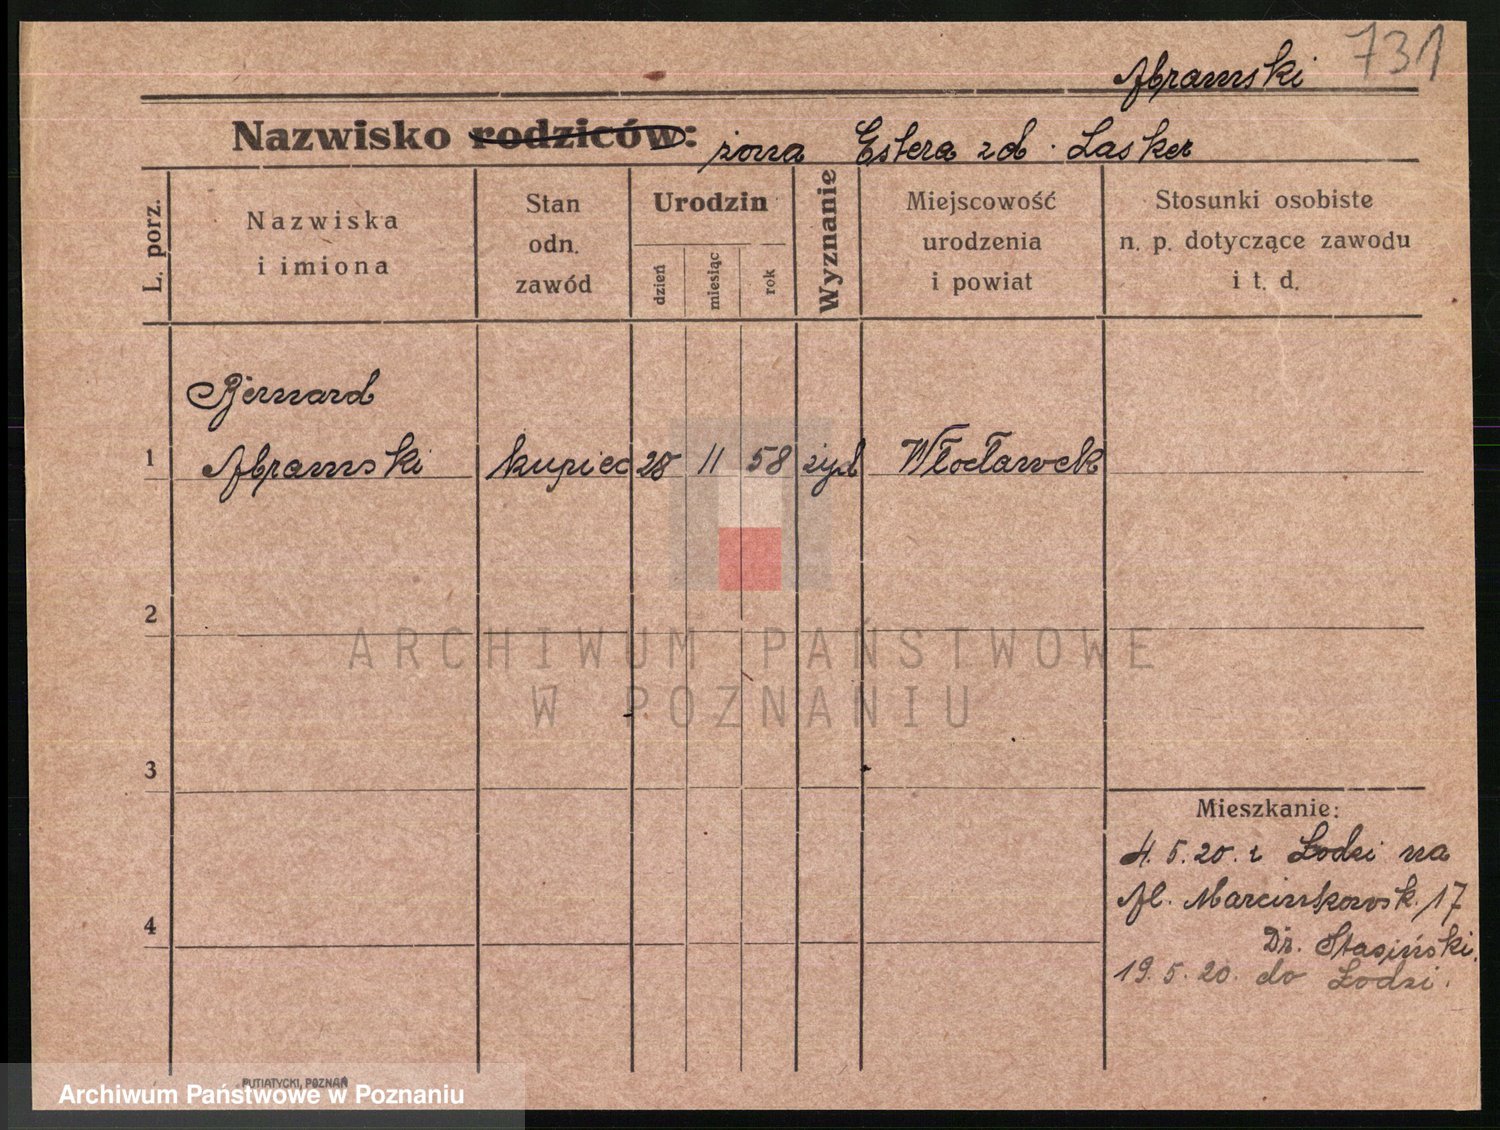 731
Abramski
Nazwisko rodziców: żona Estera zd. Lasker
L. porz.
Nazwiska
i imiona
Stan
odn.
zawód
Urodzin
dzień
miesiąc
rok
Wyznanie
Miejscowość
urodzenia
i powiat
Stosunki osobiste
n. p. dotyczące zawodu
i t. d.
Bernard
1 Abramski kupiec 28 11 58 żyd Włocławek
2
ARCHIWUM PAŃSTWOWE
W POZNANIU
3
Mieszkanie:
4.5.20. z Łodzi na
Al. Marcinkowsk. 17
4
Dr. Stasiński.
19.5.20. do Łodzi.
PUTIATYCKI, POZNAŃ
Archiwum Państwowe w Poznaniu